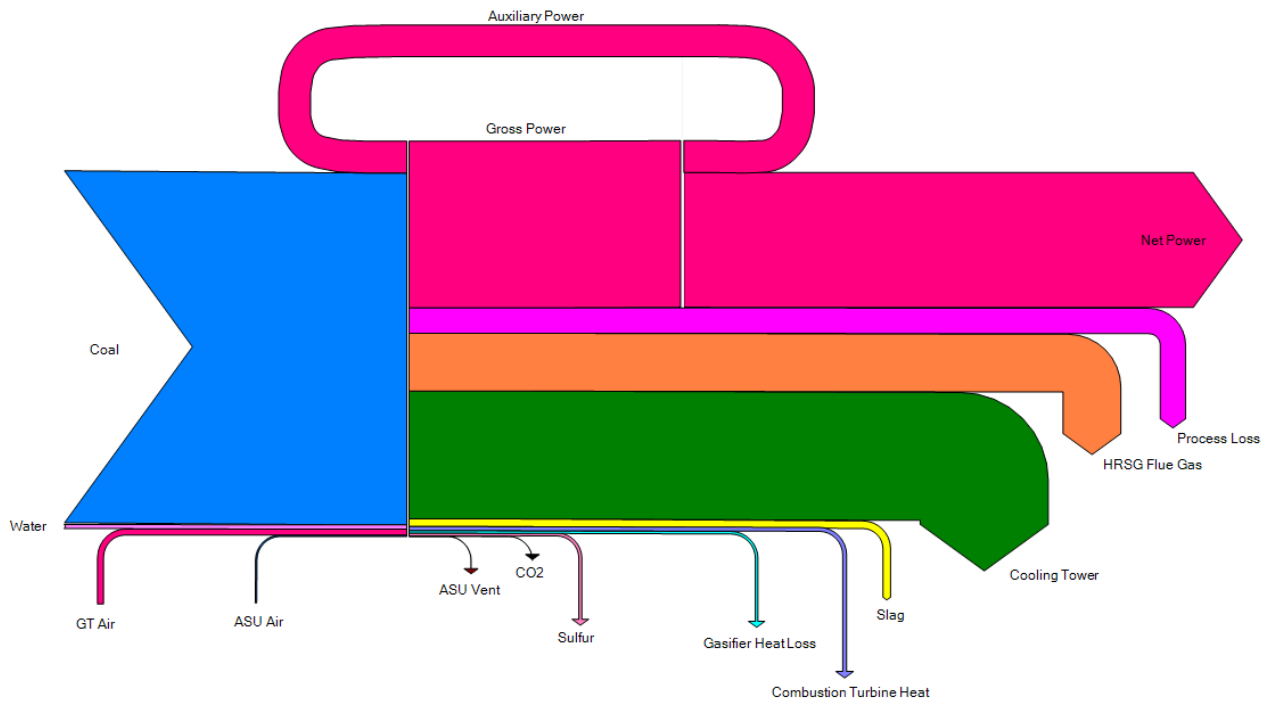 Auxiliary Power
Gross Power
Net Power
Coal
Process Loss
HRSG Flue Gas
Water
Cooling Tower
CO2
ASU Vent
GT Air
ASU Air
Slag
Sulfur
Gasifier Heat Loss
Combustion Turbine Heat